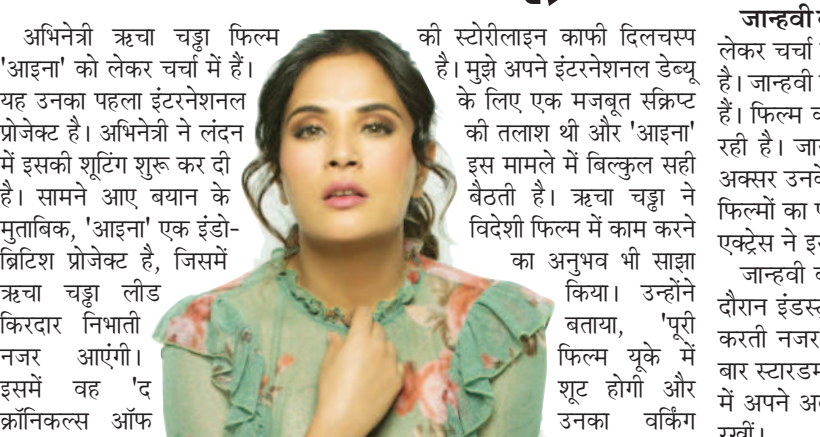 अभिनेत्री ऋचा चड्ढा फिल्म
'आइना' को लेकर चर्चा में हैं।
यह उनका पहला इंटरनेशनल
प्रोजेक्ट है। अभिनेत्री ने लंदन
में इसकी शूटिंग शुरू कर दी
है। सामने आए बयान के
मुताबिक, 'आइना' एक इंडो-
ब्रिटिश प्रोजेक्ट है, जिसमें
ऋचा चड्ढा लीड
किरदार निभाती
नजर आएंगी।
इसमें वह 'द
क्रॉनिकल्स ऑफ
की स्टोरीलाइन काफी दिलचस्प
है। मुझे अपने इंटरनेशनल डेब्यू
के लिए एक मजबूत स्क्रिप्ट
की तलाश थी और 'आइना'
इस मामले में बिल्कुल सही
बैठती है। ऋचा चड्ढा ने
विदेशी फिल्म में काम करने
का अनुभव भी साझा
किया। उन्होंने
बताया, 'पूरी
फिल्म यूके में
शूट होगी और
उनका वर्किंग
जान्हवी
लेकर चर्चा
है। जान्हवी
हैं। फिल्म
रही है।
अक्सर
फिल्मों का
एक्ट्रेस ने
जान्हवी
दौरान
करती नजर
बार
में अपने
रखीं।